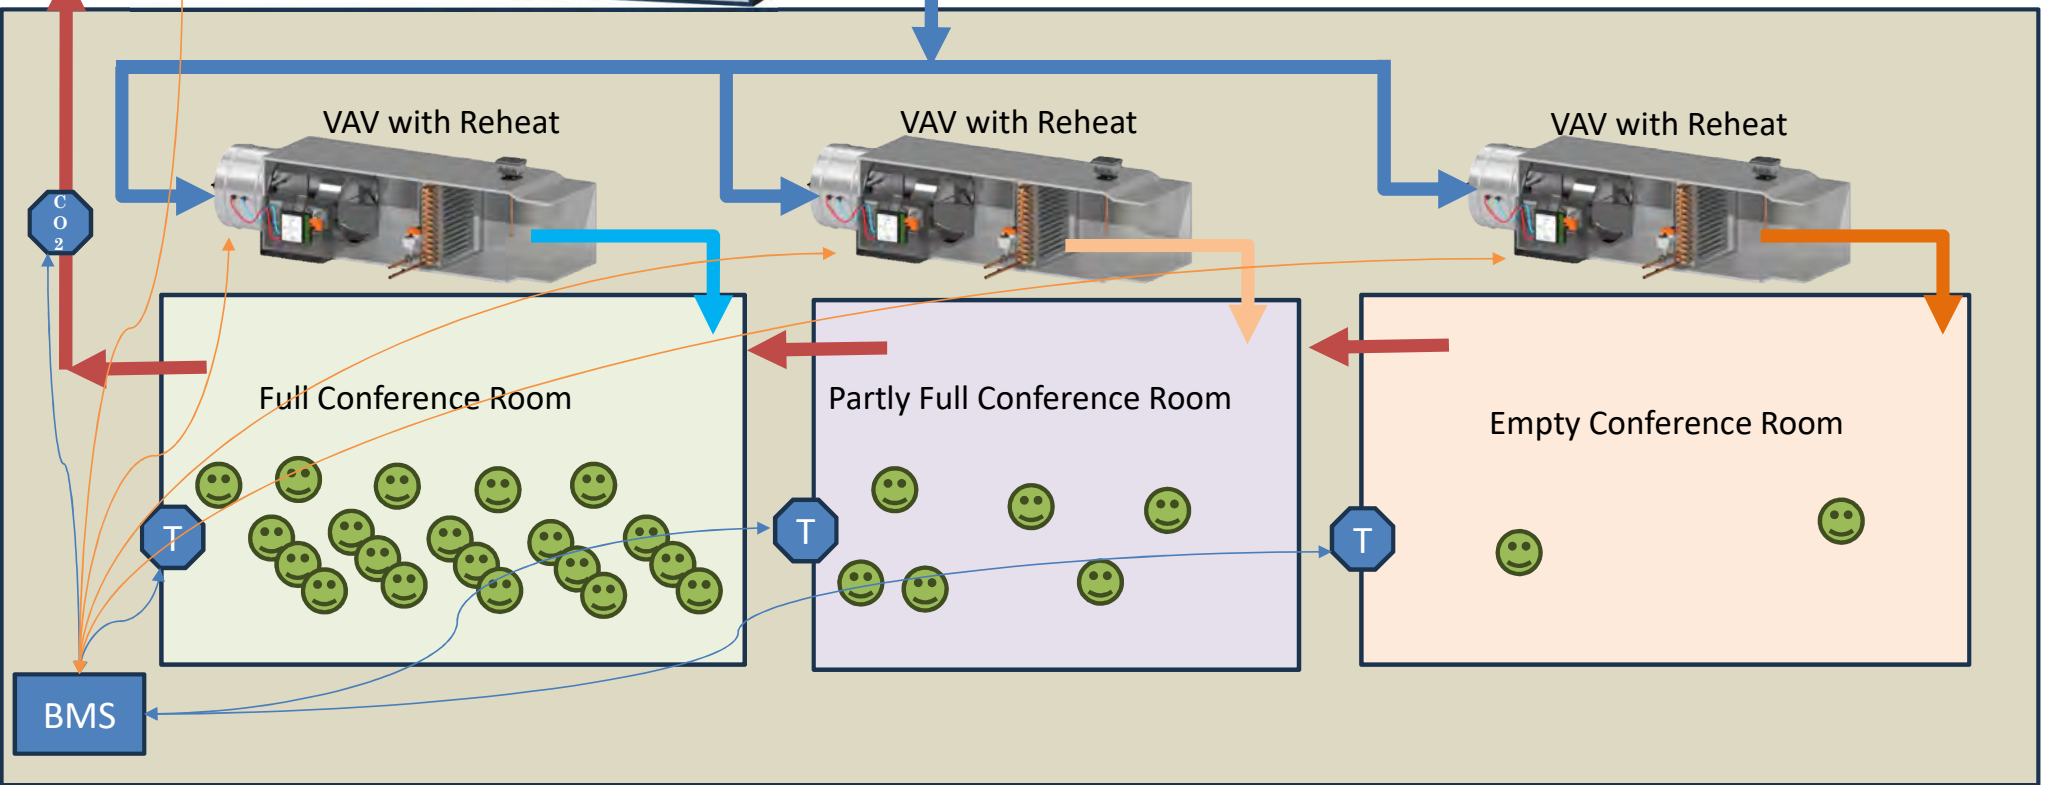 VAV with Reheat
VAV with Reheat
VAV with Reheat
C
O
2
Full Conference Room
Partly Full Conference Room
Empty Conference Room
T
T
T
BMS